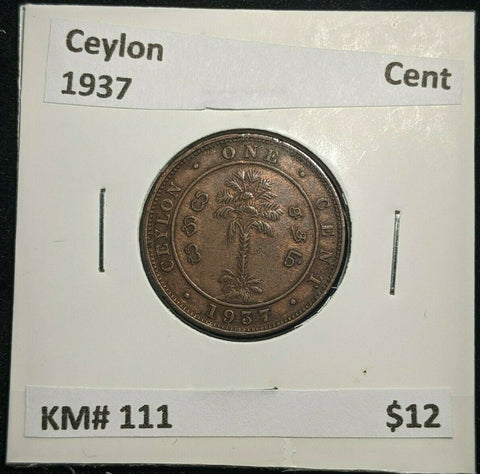 Ceylon
Cent
1937
CEYLON · ONE · CENT
· 1937 ·
KM# 111
$12